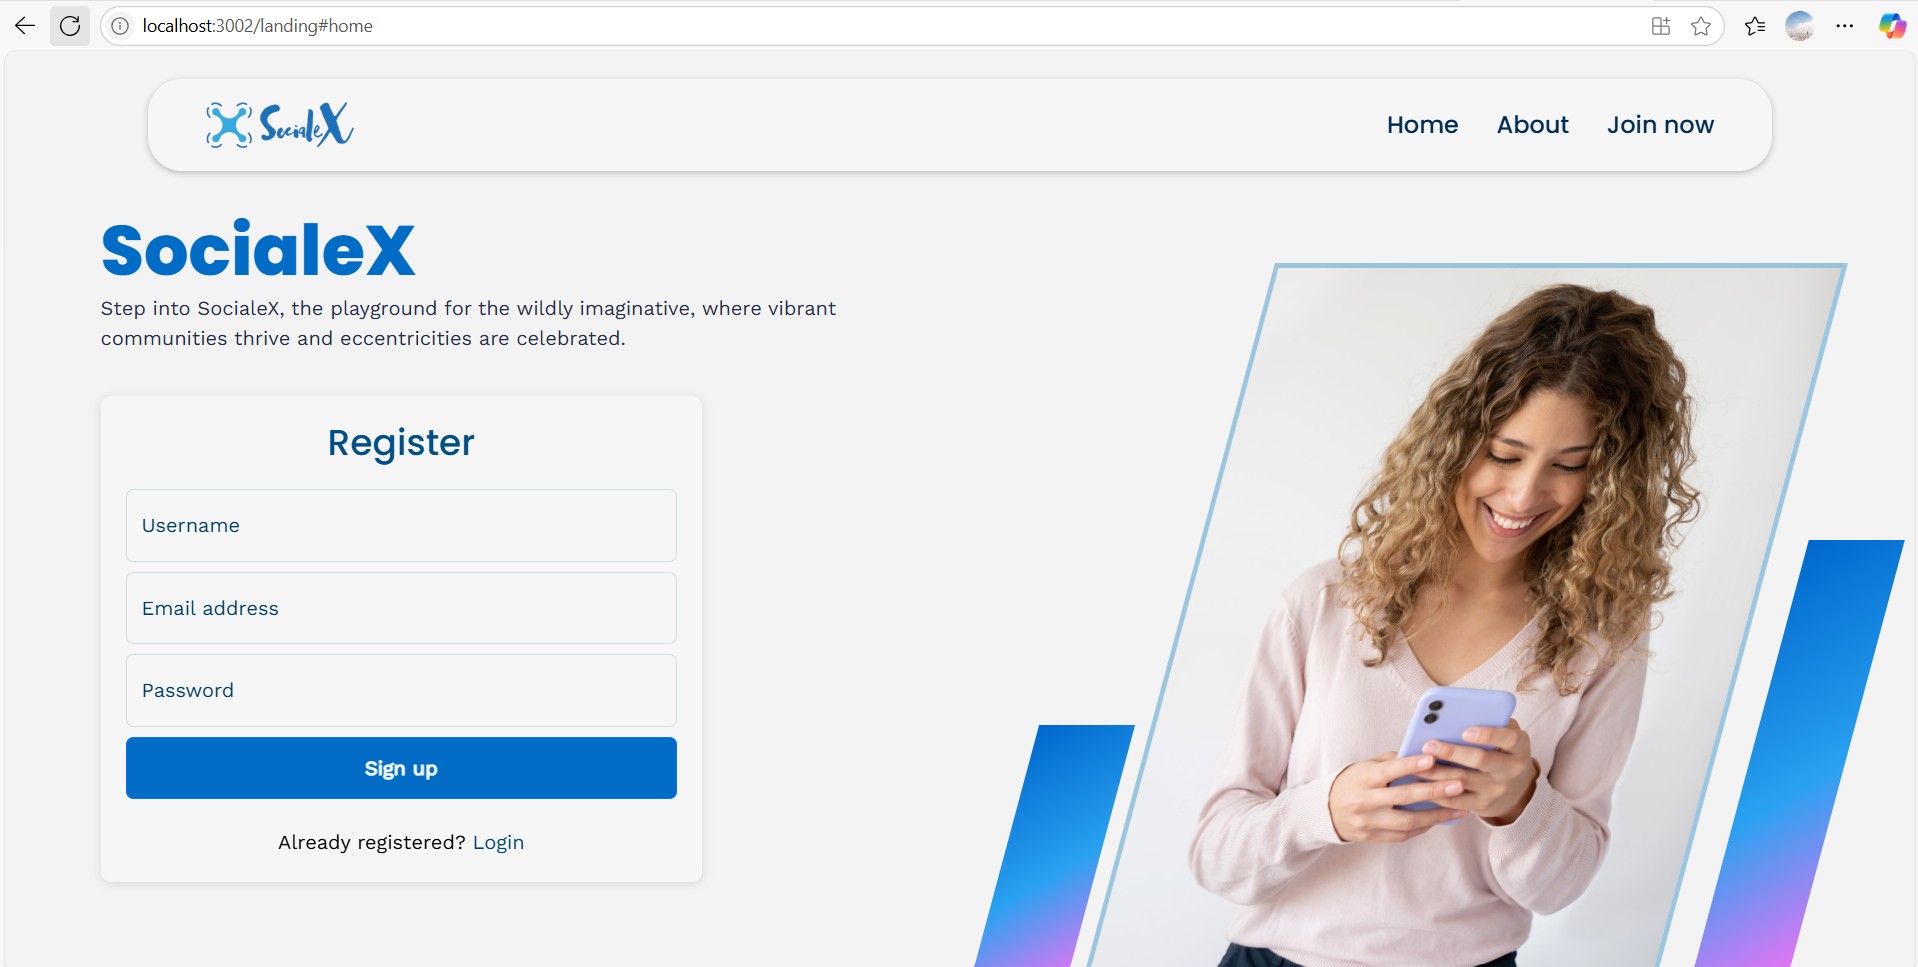 localhost:3002/landing#home
SocialeX
Home About Join now
SocialeX
Step into SocialeX, the playground for the wildly imaginative, where vibrant
communities thrive and eccentricities are celebrated.
Register
Username
Email address
Password
Sign up
Already registered? Login